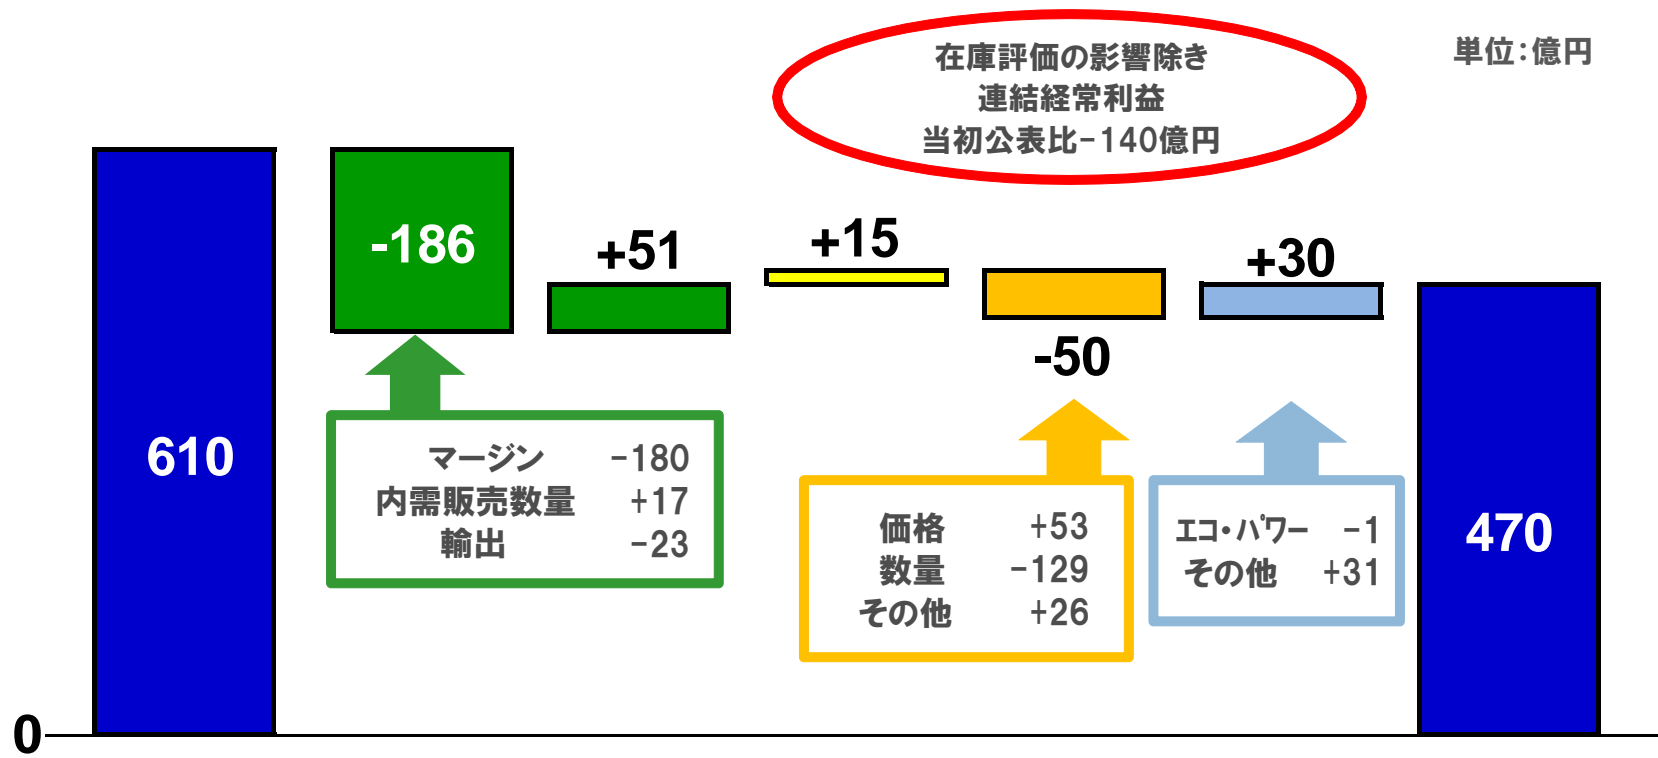 在庫評価の影響除き
連結経常利益
当初公表比-140億円
単位：億円
-186
+51
+15
-50
+30
610
470
マージン -180
内需販売数量 +17
輸出 -23
価格 +53
数量 -129
その他 +26
エコ・パワー -1
その他 +31
0